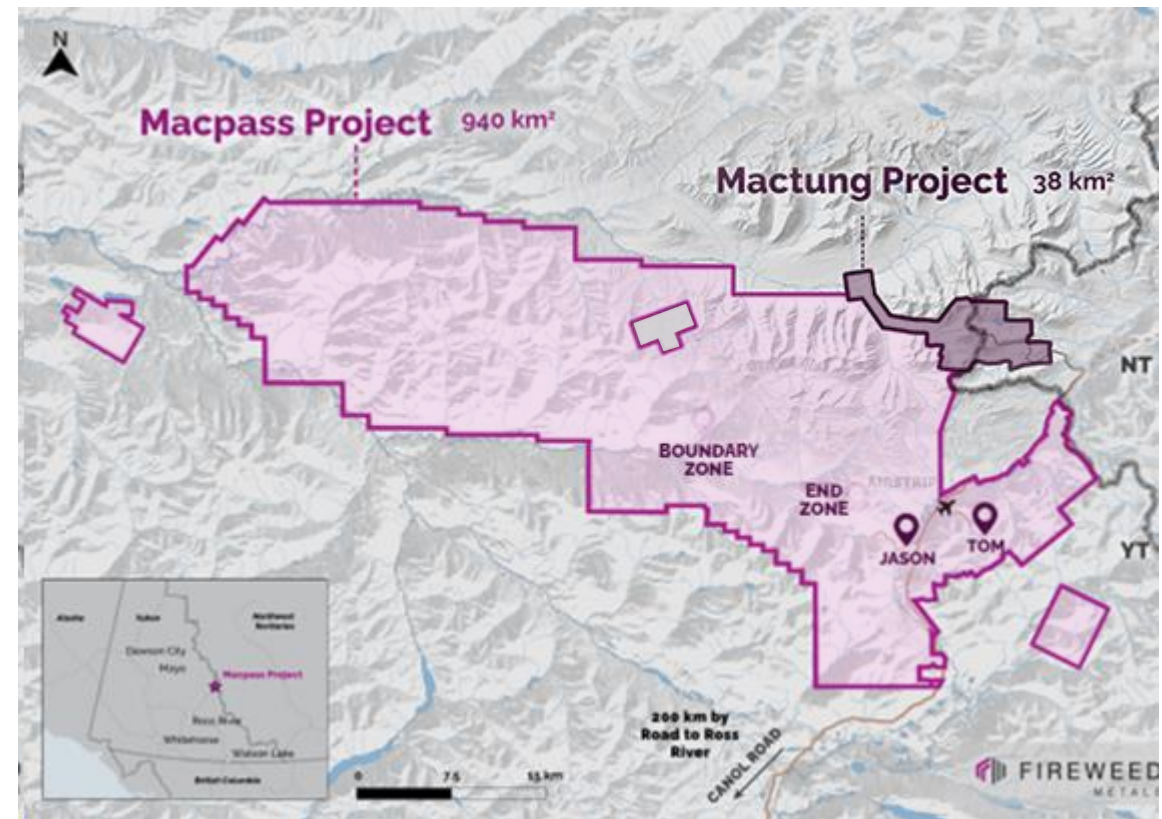 N
Macpass Project 940 km²
Mactung Project 38 km²
NT
BOUNDARY
ZONE
END
ZONE
AIRSTRIP
JASON
TOM
YT
Alaska
Yukon
Northwest
Territories
Dawson City
Mayo
Macpass Project
Ross River
Whitehorse
Watson Lake
British Columbia
200 km by
Road to Ross
River
CANOL ROAD
0 7.5 15 km
FIREWEED
METALS